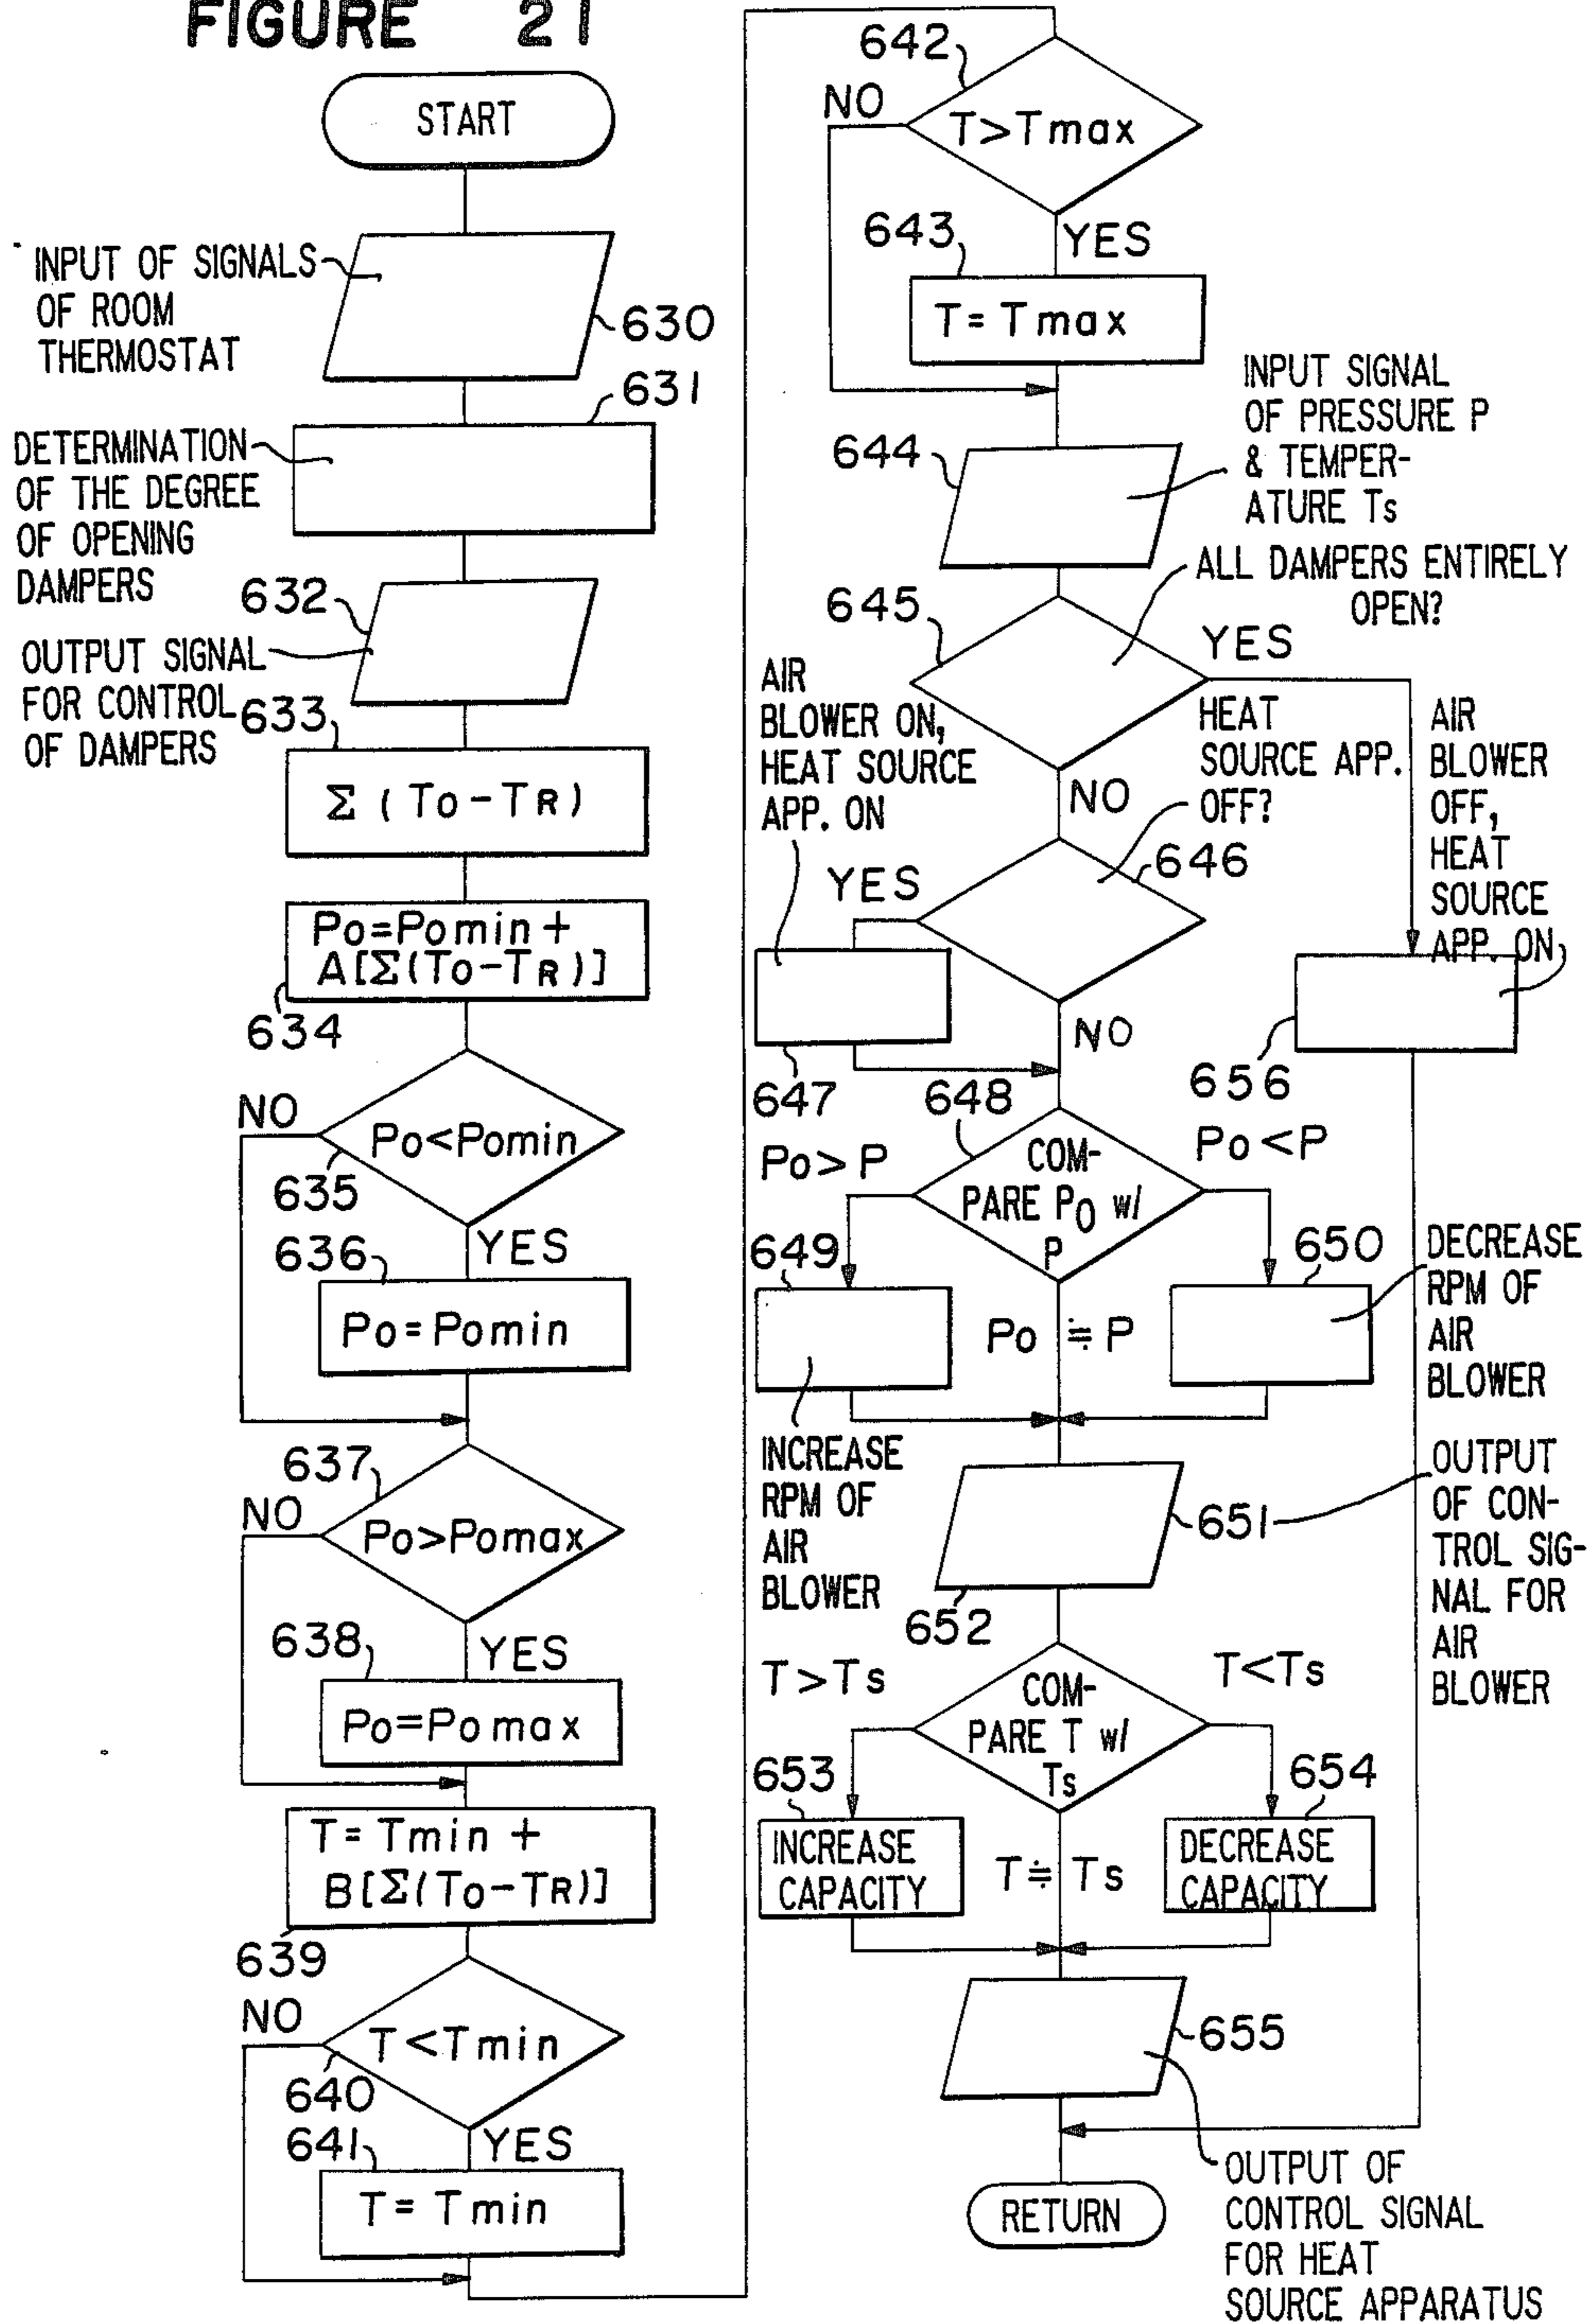 FIGURE 21
START
INPUT OF SIGNALS
OF ROOM
THERMOSTAT
630
631
DETERMINATION
OF THE DEGREE
OF OPENING
DAMPERS
632
OUTPUT SIGNAL
FOR CONTROL
OF DAMPERS
633
Σ (To-TR)
Po=Pomin+
A[Σ(To-TR)]
634
NO
Po<Pomin
635
YES
636
Po=Pomin
637
NO
Po>Pomax
638
YES
Po=Pomax
T=Tmin+
B[Σ(To-TR)]
639
NO
T<Tmin
640
641
YES
T=Tmin
642
NO
T>Tmax
643
YES
T=Tmax
INPUT SIGNAL
OF PRESSURE P
& TEMPER-
ATURE Ts
644
ALL DAMPERS ENTIRELY
OPEN?
645
YES
AIR
BLOWER ON,
HEAT SOURCE
APP. ON
NO
HEAT
SOURCE APP.
OFF?
AIR
BLOWER
OFF,
HEAT
SOURCE
APP. ON
646
YES
NO
647
656
648
Po>P
COM-
PARE Po w/
P
Po<P
649
650
Po≒P
DECREASE
RPM OF
AIR
BLOWER
INCREASE
RPM OF
AIR
BLOWER
651
OUTPUT
OF CON-
TROL SIG-
NAL FOR
AIR
BLOWER
652
T>Ts
COM-
PARE T w/
Ts
T<Ts
653
654
INCREASE
CAPACITY
T≒Ts
DECREASE
CAPACITY
655
RETURN
OUTPUT OF
CONTROL SIGNAL
FOR HEAT
SOURCE APPARATUS